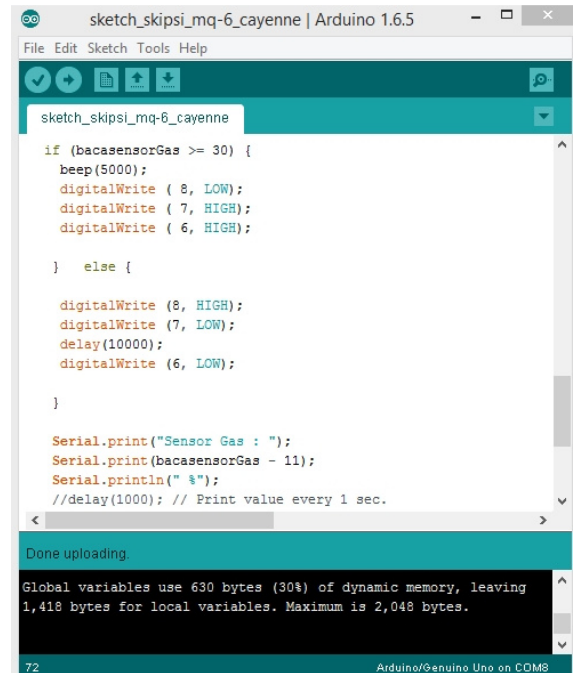 sketch_skipsi_mq-6_cayenne | Arduino 1.6.5
File Edit Sketch Tools Help
sketch_skipsi_mq-6_cayenne
if (bacasensorGas >= 30) {
beep(5000);
digitalWrite ( 8, LOW);
digitalWrite ( 7, HIGH);
digitalWrite ( 6, HIGH);
} else {
digitalWrite (8, HIGH);
digitalWrite (7, LOW);
delay(10000);
digitalWrite (6, LOW);
}
Serial.print("Sensor Gas : ");
Serial.print(bacasensorGas - 11);
Serial.println(" %");
//delay(1000); // Print value every 1 sec.
Done uploading.
Global variables use 630 bytes (30%) of dynamic memory, leaving
1,418 bytes for local variables. Maximum is 2,048 bytes.
72 Arduino/Genuino Uno on COM8